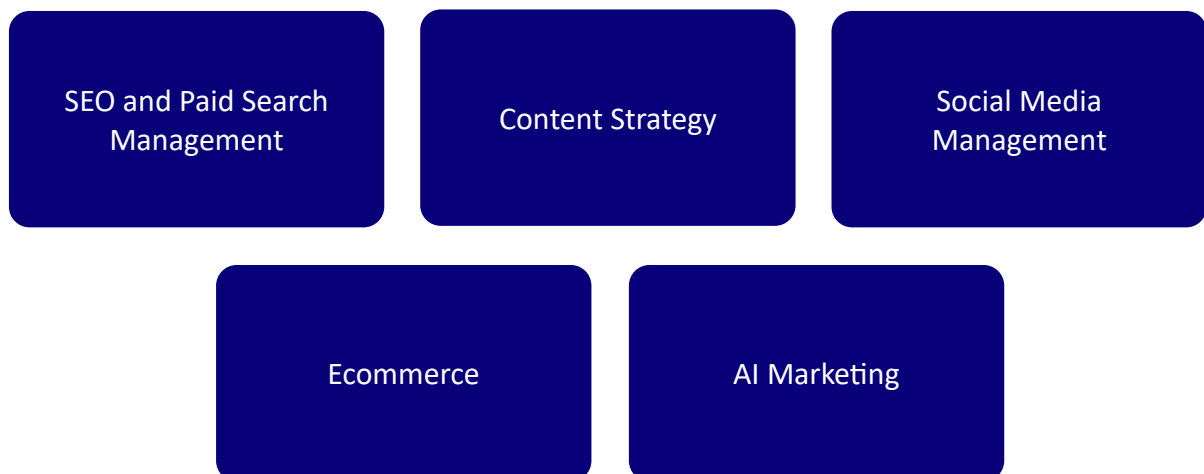 SEO and Paid Search
Management
Content Strategy
Social Media
Management
Ecommerce
AI Marketing